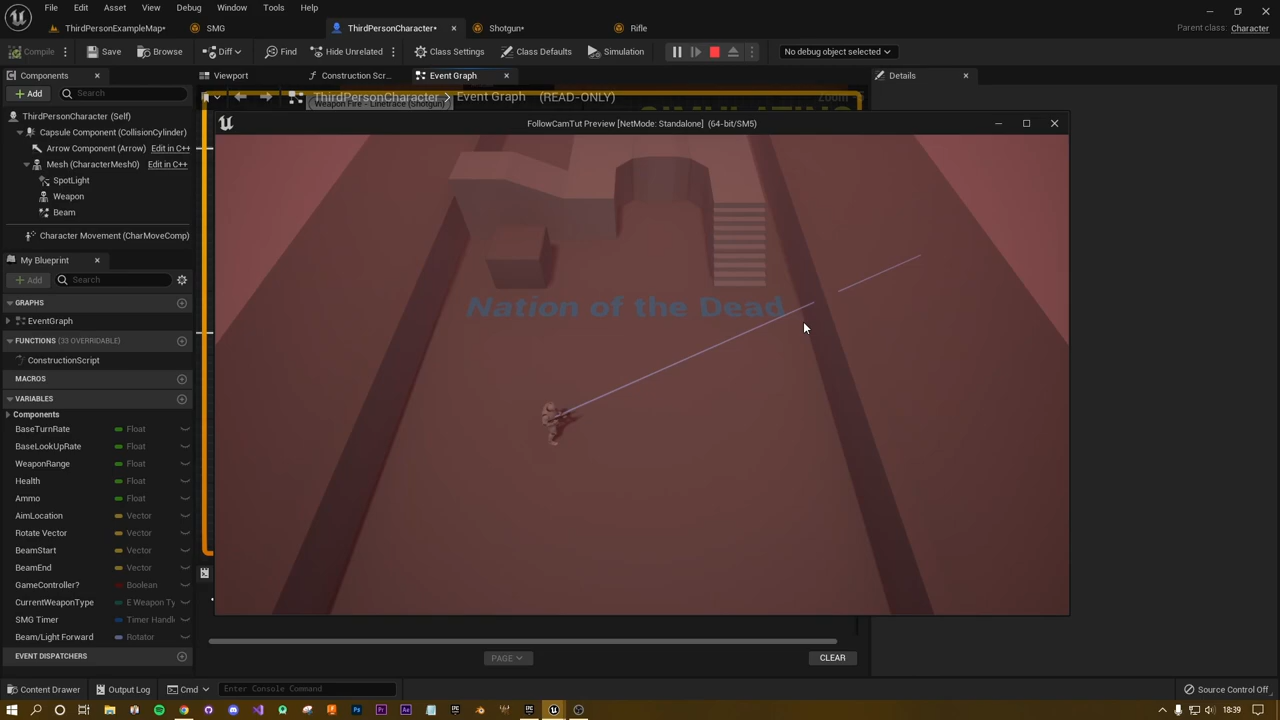 File Edit Asset View Debug Window Tools Help
ThirdPersonExampleMap* SMG ThirdPersonCharacter* Shotgun* Rifle Parent class: Character
Compile Save Browse Diff Find Hide Unrelated Class Settings Class Defaults Simulation No debug object selected
Components Viewport Construction Scr... Event Graph Details
Add Search ThirdPersonCharacter Event Graph (READ-ONLY) Zoom
Weapon Fire - Linetrace (Shotgun)
ThirdPersonCharacter (Self) FollowCamTut Preview [NetMode: Standalone] (64-bit/SM5)
Capsule Component (CollisionCylinder)
Arrow Component (Arrow) Edit in C++
Mesh (CharacterMesh0) Edit in C++
SpotLight
Weapon
Beam
Character Movement (CharMoveComp)
My Blueprint
Add Search
GRAPHS
Nation of the Dead
EventGraph
FUNCTIONS (33 OVERRIDABLE)
ConstructionScript
MACROS
VARIABLES
Components
BaseTurnRate Float
BaseLookUpRate Float
WeaponRange Float
Health Float
Ammo Float
AimLocation Vector
Rotate Vector Vector
BeamStart Vector
BeamEnd Vector
GameController? Boolean
CurrentWeaponType E Weapon Ty
SMG Timer Timer Handle
Beam/Light Forward Rotator
EVENT DISPATCHERS PAGE CLEAR
Content Drawer Output Log Cmd Enter Console Command Source Control Off
18:39